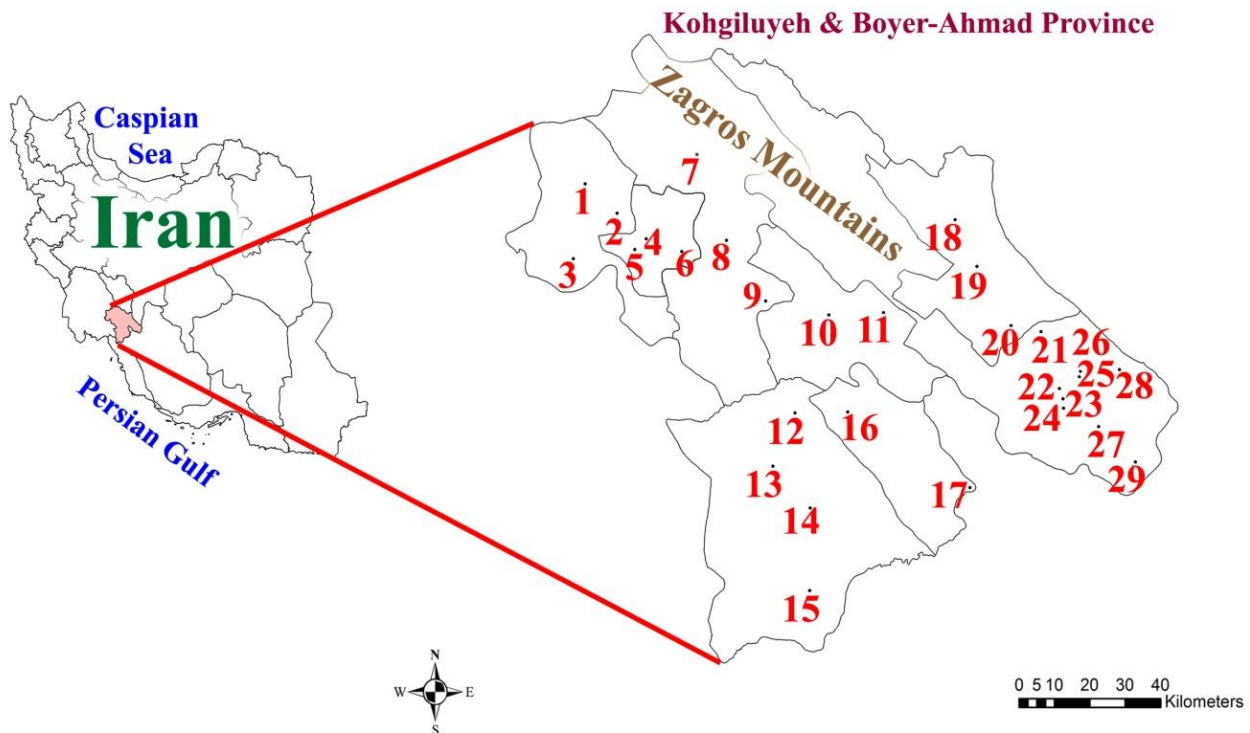 Kohgiluyeh & Boyer-Ahmad Province
Caspian
Sea
Iran
Persian Gulf
Zagros Mountains
1
2
3
4
5
6
7
8
9
10
11
12
13
14
15
16
17
18
19
20
21
22
23
24
25
26
27
28
29
N
W
E
S
0 5 10 20 30 40
Kilometers